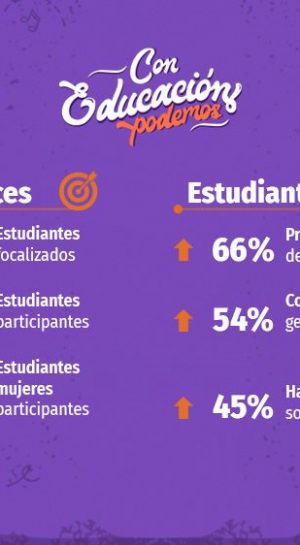 Con
Educación
podemos
ces
Estudiantes
focalizados
Estudiantes
participantes
Estudiantes
mujeres
participantes
Estudiant
66% Pr
de
54% Co
ge
45% Ha
so